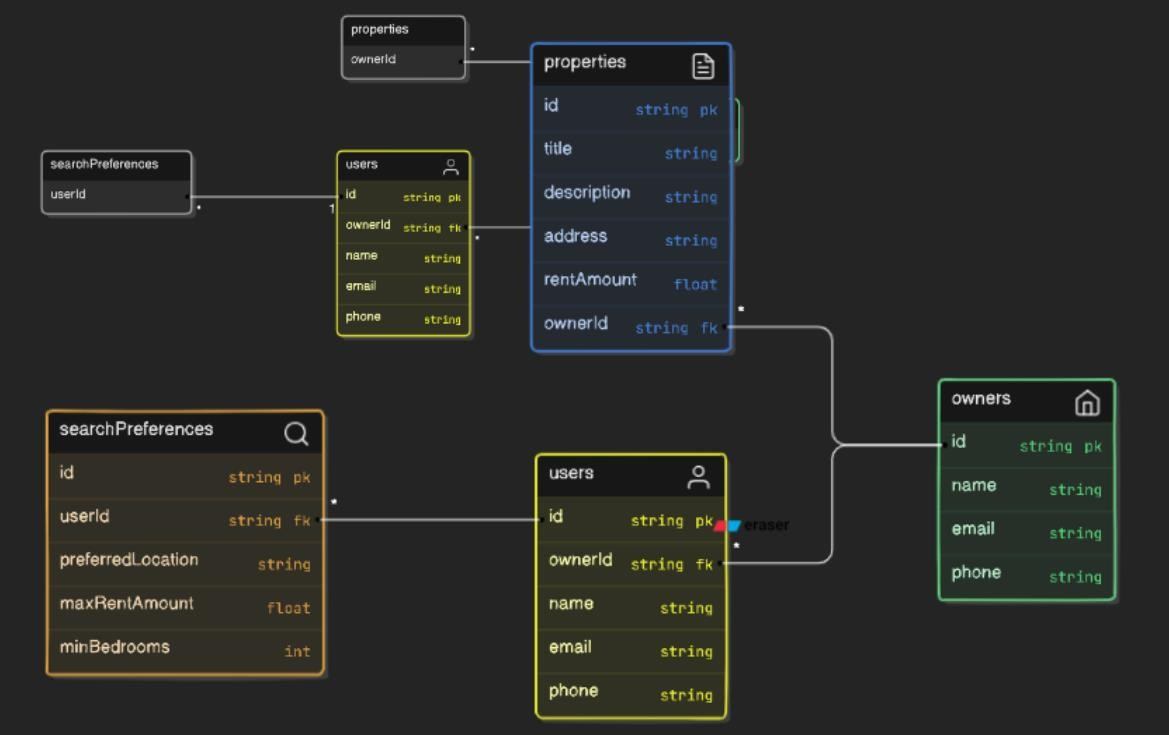 properties
ownerId
properties
id string pk
title string
description string
address string
rentAmount float
ownerId string fk
*
*
searchPreferences
userId
*
users
id string pk
1
ownerId string fk
*
name string
email string
phone string
owners
id string pk
name string
email string
phone string
searchPreferences
id string pk
userId string fk
*
preferredLocation string
maxRentAmount float
minBedrooms int
users
id string pk
eraser
ownerId string fk
*
name string
email string
phone string